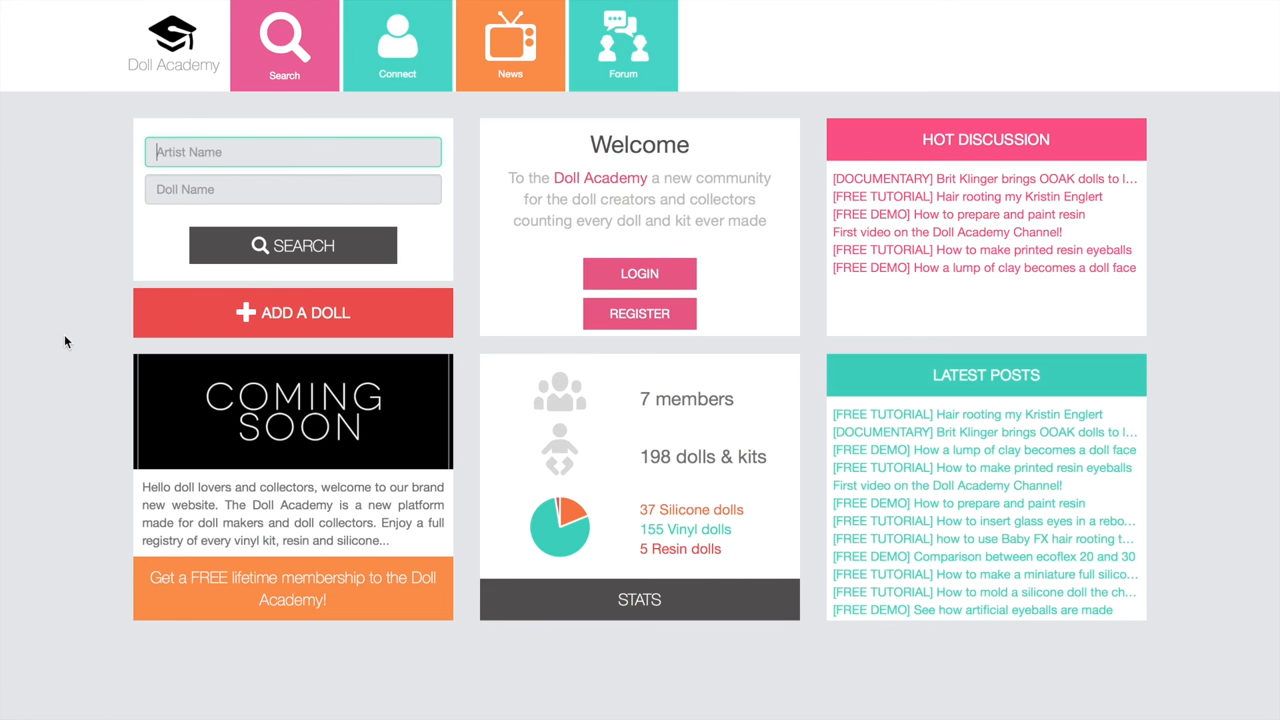 Doll Academy
Search
Connect
News
Forum
Artist Name
Doll Name
SEARCH
ADD A DOLL
COMING
SOON
Hello doll lovers and collectors, welcome to our brand
new website. The Doll Academy is a new platform
made for doll makers and doll collectors. Enjoy a full
registry of every vinyl kit, resin and silicone...
Get a FREE lifetime membership to the Doll
Academy!
Welcome
To the Doll Academy a new community
for the doll creators and collectors
counting every doll and kit ever made
LOGIN
REGISTER
7 members
198 dolls & kits
37 Silicone dolls
155 Vinyl dolls
5 Resin dolls
STATS
HOT DISCUSSION
[DOCUMENTARY] Brit Klinger brings OOAK dolls to l...
[FREE TUTORIAL] Hair rooting my Kristin Englert
[FREE DEMO] How to prepare and paint resin
First video on the Doll Academy Channel!
[FREE TUTORIAL] How to make printed resin eyeballs
[FREE DEMO] How a lump of clay becomes a doll face
LATEST POSTS
[FREE TUTORIAL] Hair rooting my Kristin Englert
[DOCUMENTARY] Brit Klinger brings OOAK dolls to l...
[FREE DEMO] How a lump of clay becomes a doll face
[FREE TUTORIAL] How to make printed resin eyeballs
First video on the Doll Academy Channel!
[FREE DEMO] How to prepare and paint resin
[FREE TUTORIAL] How to insert glass eyes in a rebo...
[FREE TUTORIAL] how to use Baby FX hair rooting t...
[FREE DEMO] Comparison between ecoflex 20 and 30
[FREE TUTORIAL] How to make a miniature full silico...
[FREE TUTORIAL] How to mold a silicone doll the ch...
[FREE DEMO] See how artificial eyeballs are made